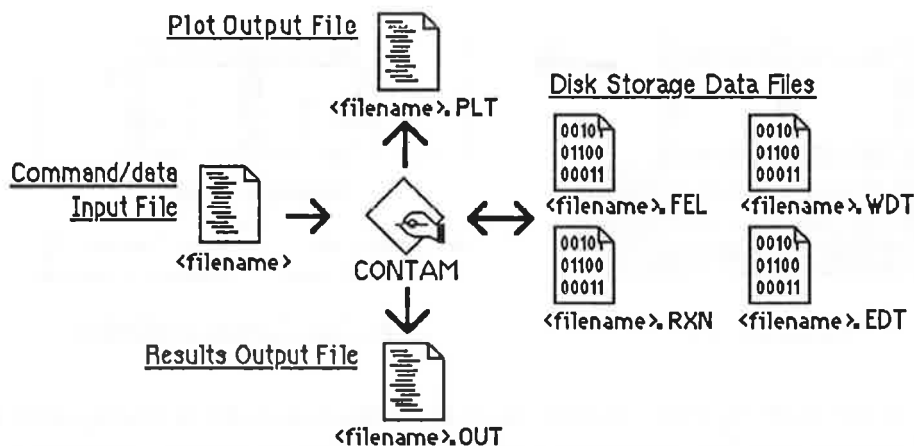 Plot Output File
<filename>.PLT
Disk Storage Data Files
0010
01100
00011
<filename>.FEL
0010
01100
00011
<filename>.WDT
Command/data
Input File
<filename>
CONTAM
0010
01100
00011
<filename>.RXN
0010
01100
00011
<filename>.EDT
Results Output File
<filename>.OUT